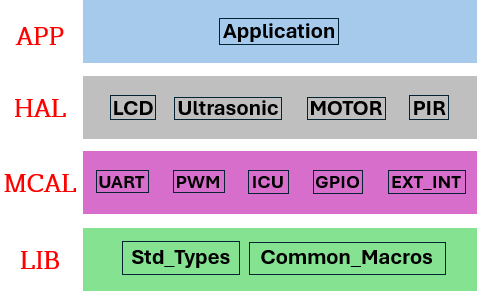 APP Application
HAL LCD Ultrasonic MOTOR PIR
MCAL UART PWM ICU GPIO EXT_INT
LIB Std_Types Common_Macros